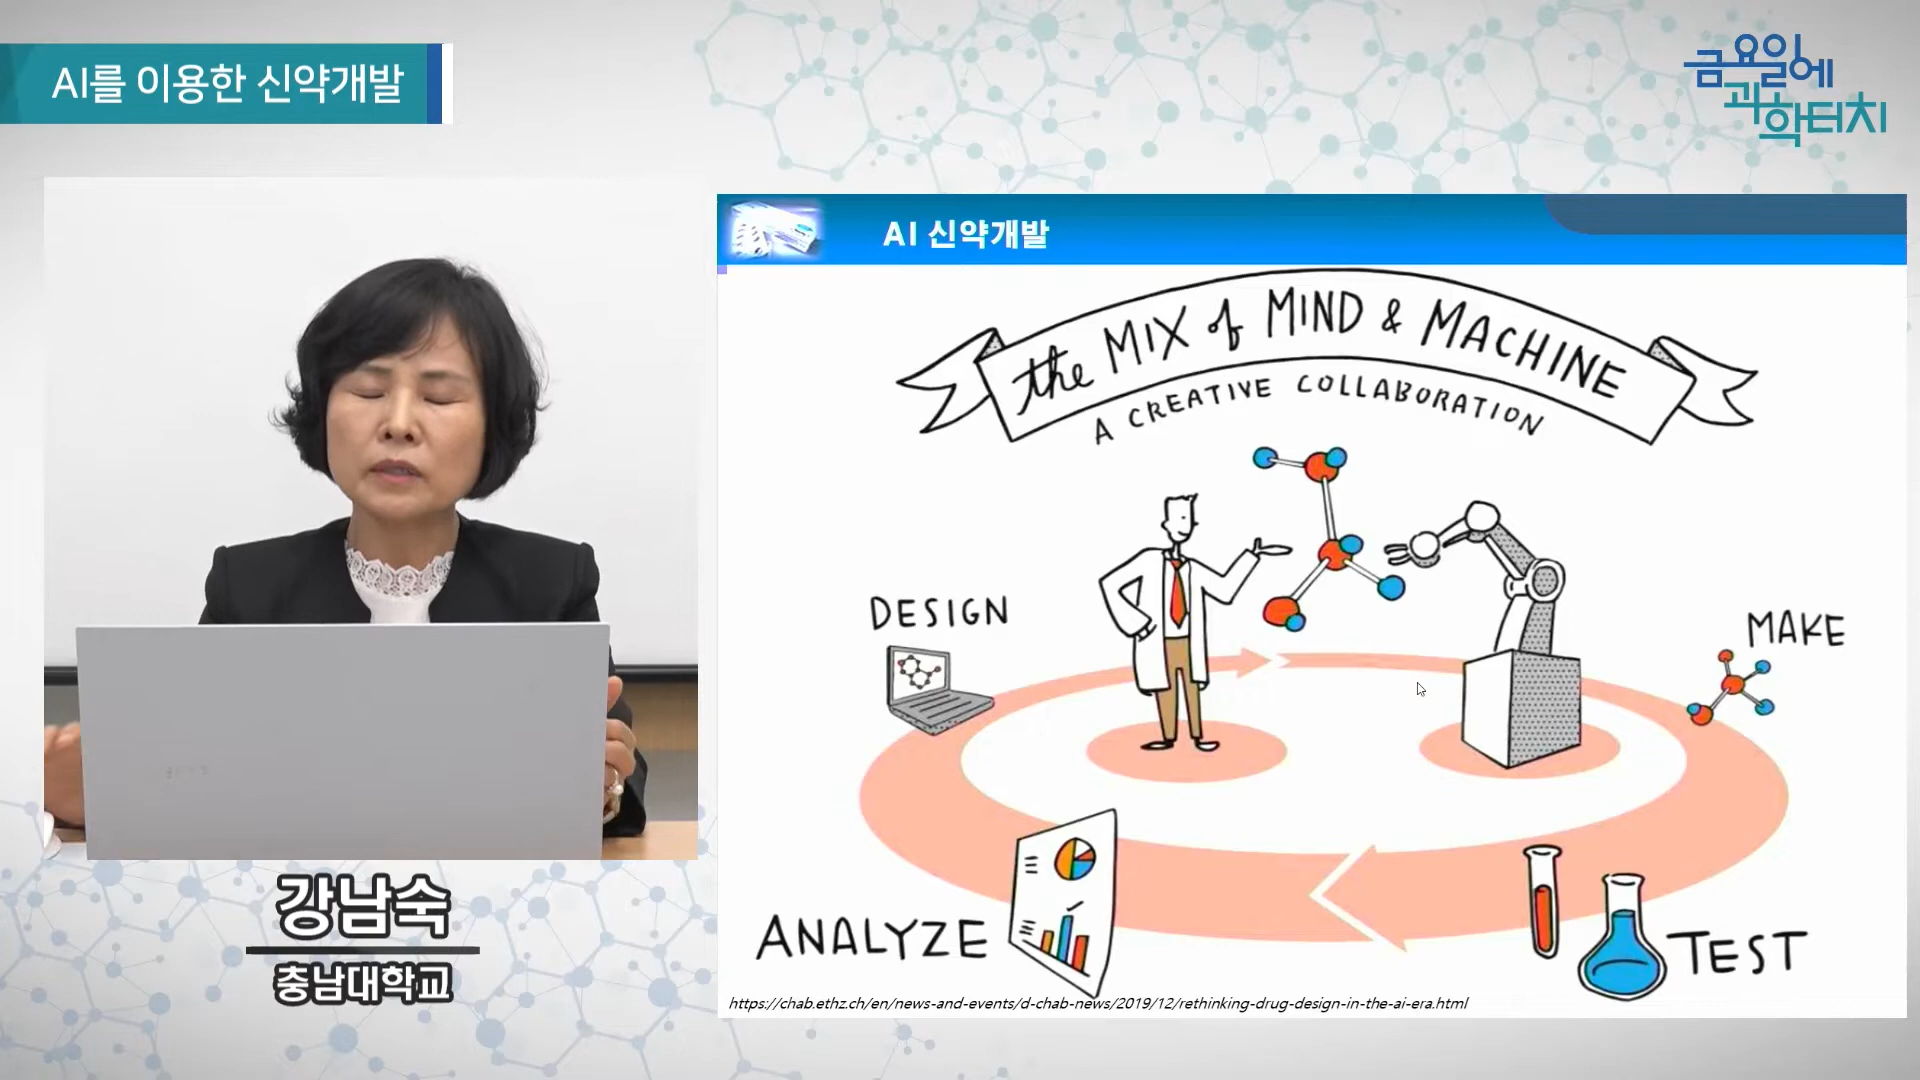 AI를 이용한 신약개발
금요일에
과학터치
AI 신약개발
the MIX of MIND & MACHINE
A CREATIVE COLLABORATION
DESIGN
MAKE
ANALYZE
TEST
https://chab.ethz.ch/en/news-and-events/d-chab-news/2019/12/rethinking-drug-design-in-the-ai-era.html
강남숙
충남대학교